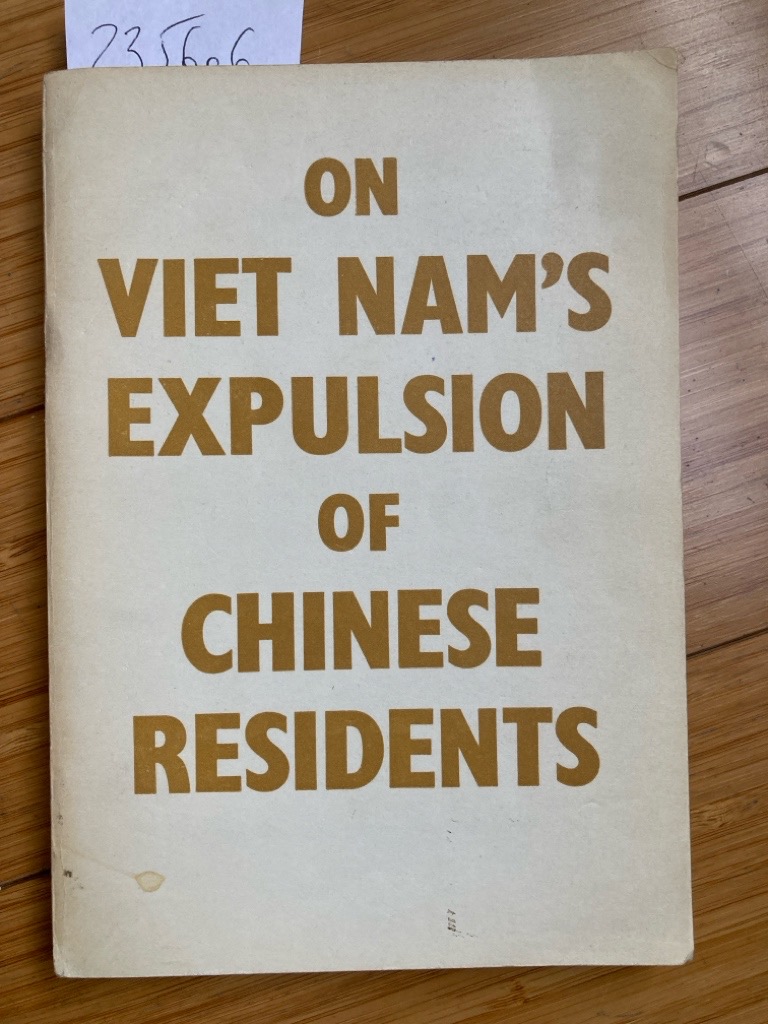 235606
ON
VIET NAM'S
EXPULSION
OF
CHINESE
RESIDENTS